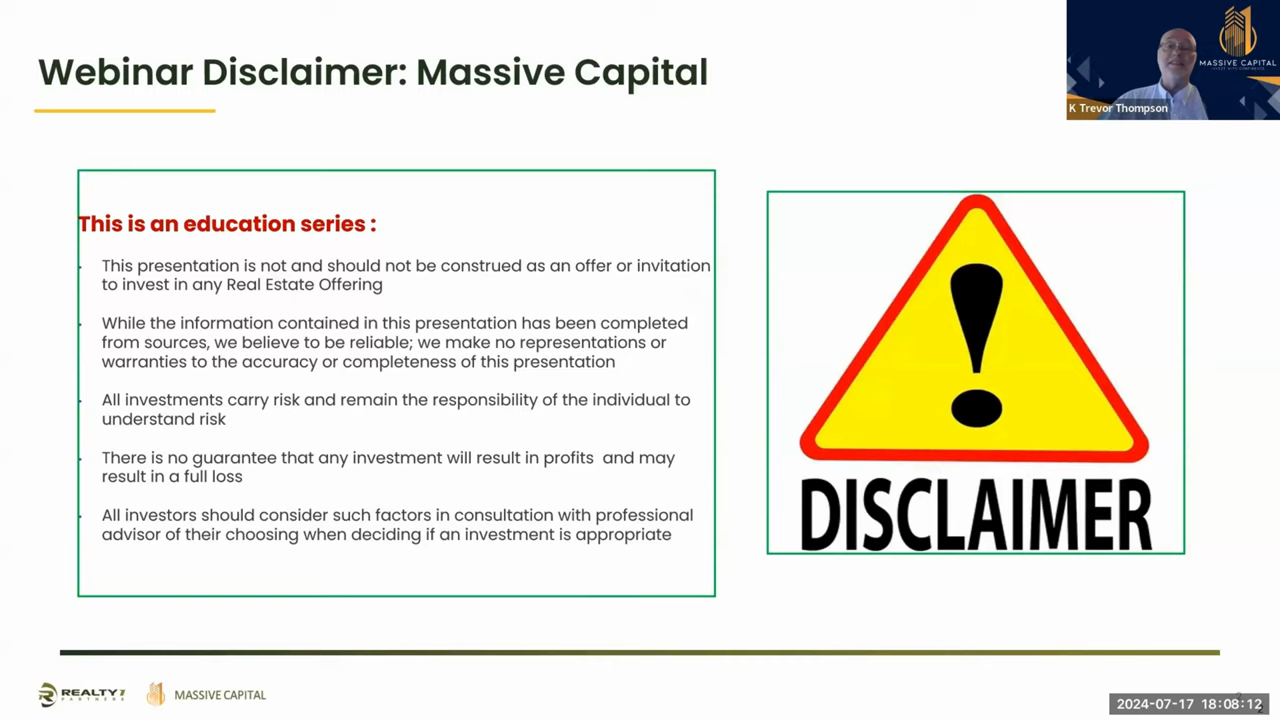 Webinar Disclaimer: Massive Capital
MASSIVE CAPITAL
INVEST WITH CONFIDENCE
K Trevor Thompson
This is an education series :
This presentation is not and should not be construed as an offer or invitation
to invest in any Real Estate Offering
While the information contained in this presentation has been completed
from sources, we believe to be reliable; we make no representations or
warranties to the accuracy or completeness of this presentation
All investments carry risk and remain the responsibility of the individual to
understand risk
There is no guarantee that any investment will result in profits and may
result in a full loss
All investors should consider such factors in consultation with professional
advisor of their choosing when deciding if an investment is appropriate
DISCLAIMER
REALTY
PARTNERS
MASSIVE CAPITAL
2024-07-17 18:08:12